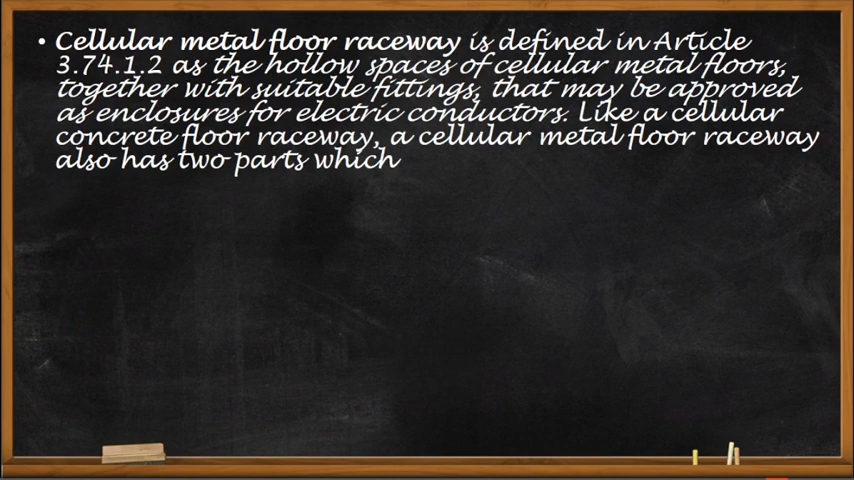 • Cellular metal floor raceway is defined in Article
3.74.1.2 as the hollow spaces of cellular metal floors,
together with suitable fittings, that may be approved
as enclosures for electric conductors. Like a cellular
concrete floor raceway, a cellular metal floor raceway
also has two parts which